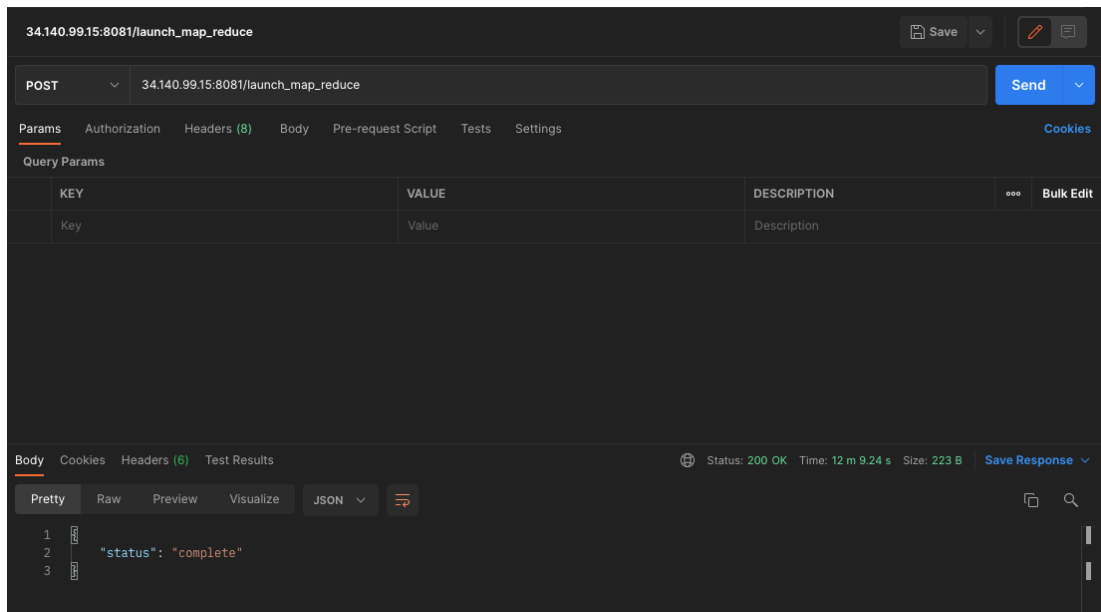 34.140.99.15:8081/launch_map_reduce Save
POST 34.140.99.15:8081/launch_map_reduce Send
Params Authorization Headers (8) Body Pre-request Script Tests Settings Cookies
Query Params
KEY VALUE DESCRIPTION Bulk Edit
Key Value Description
Body Cookies Headers (6) Test Results Status: 200 OK Time: 12 m 9.24 s Size: 223 B Save Response
Pretty Raw Preview Visualize JSON
1 {
2 "status": "complete"
3 }